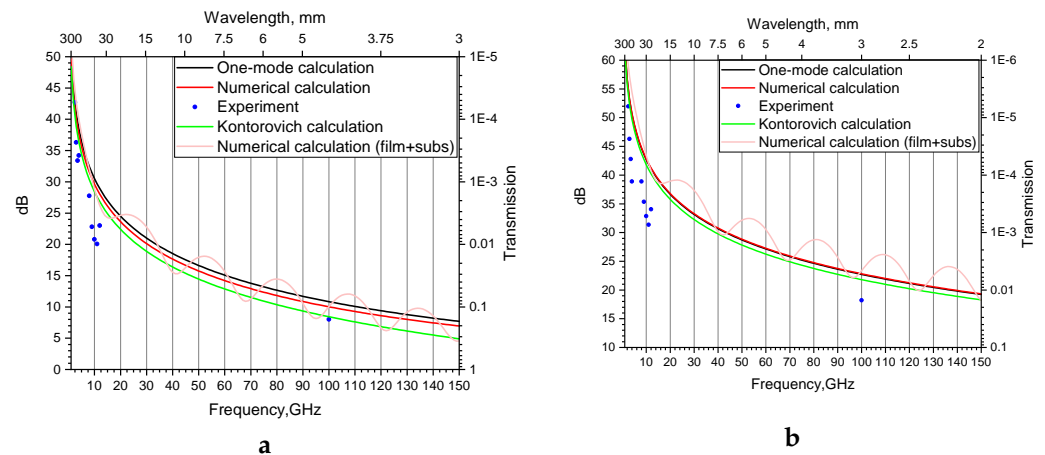 Wavelength, mm
300 30 15 10 7.5 6 5 3.75 3
dB
50
45
40
35
30
25
20
15
10
5
0
One-mode calculation
Numerical calculation
Experiment
Kontorovich calculation
Numerical calculation (film+subs)
1E-5
1E-4
1E-3
0.01
0.1
1
Transmission
10 20 30 40 50 60 70 80 90 100 110 120 130 140 150
Frequency,GHz
a
Wavelength, mm
300 30 15 10 7.5 6 5 4 3 2.5 2
dB
60
55
50
45
40
35
30
25
20
15
10
One-mode calculation
Numerical calculation
Experiment
Kontorovich calculation
Numerical calculation (film+subs)
1E-6
1E-5
1E-4
1E-3
0.01
0.1
Transmission
10 20 30 40 50 60 70 80 90 100 110 120 130 140 150
Frequency,GHz
b